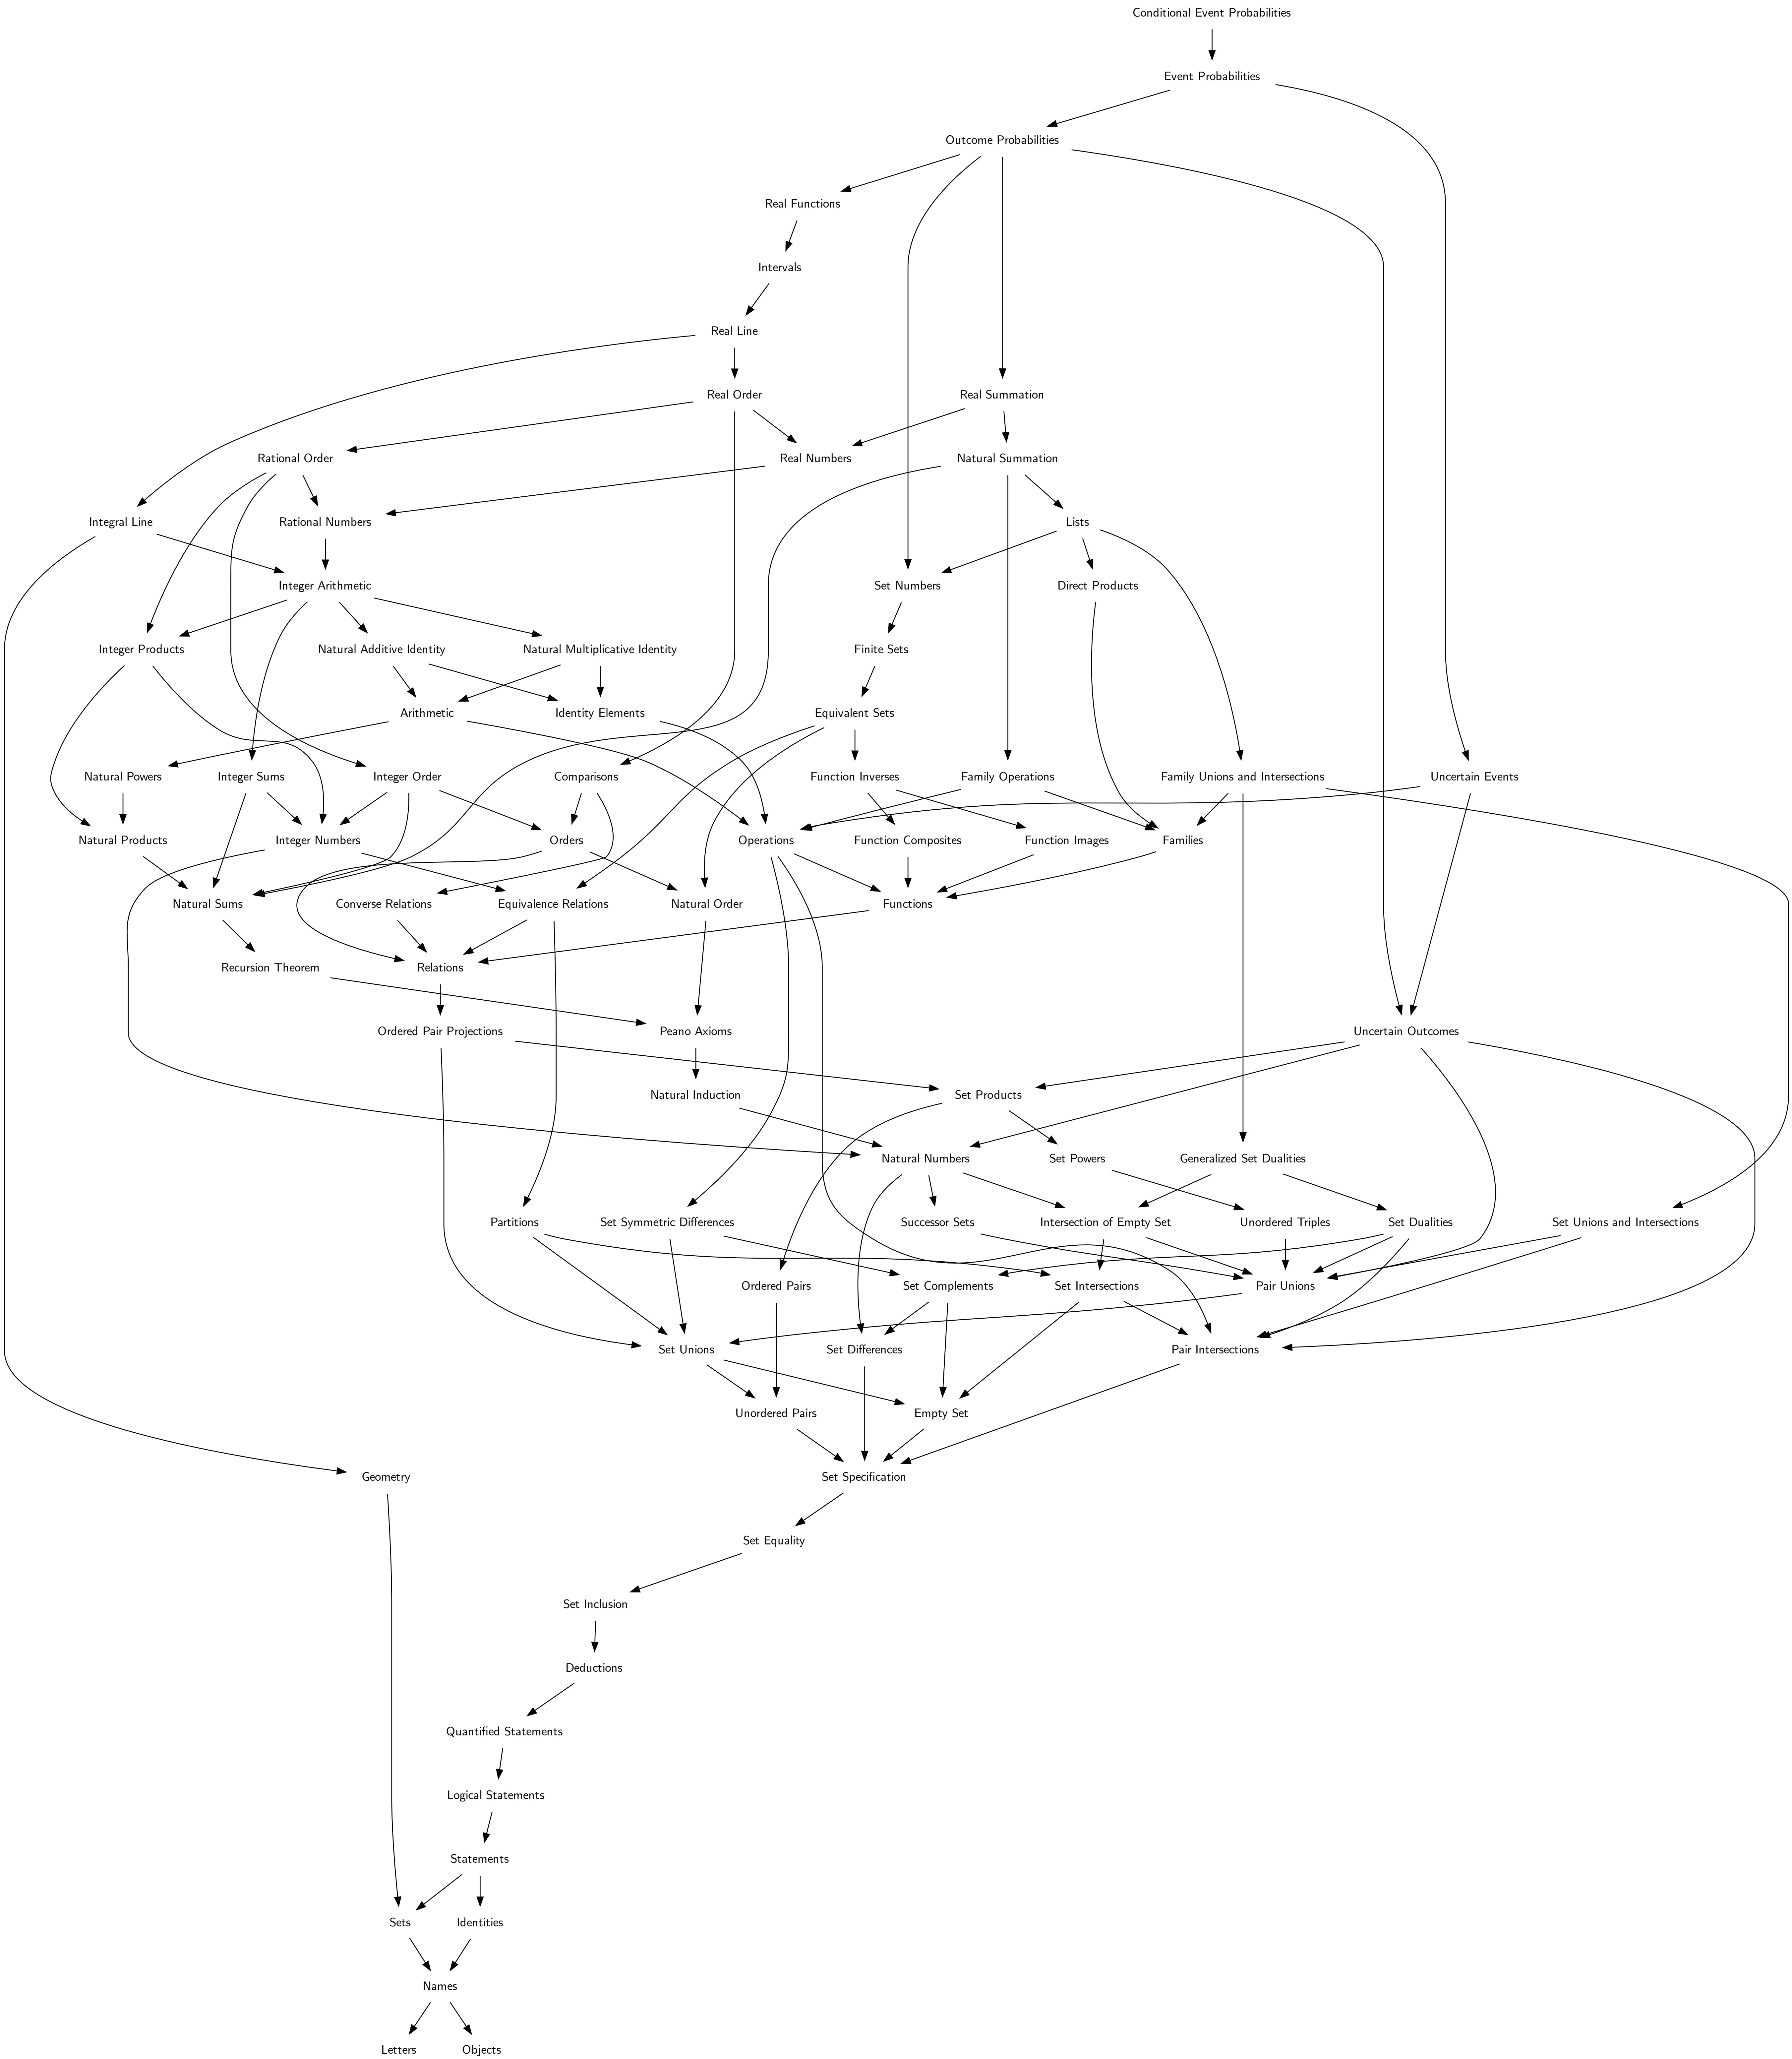 Conditional Event Probabilities
Event Probabilities
Outcome Probabilities
Real Functions
Intervals
Real Line
Real Order
Real Summation
Rational Order
Real Numbers
Natural Summation
Integral Line
Rational Numbers
Lists
Integer Arithmetic
Set Numbers
Direct Products
Integer Products
Natural Additive Identity
Natural Multiplicative Identity
Finite Sets
Arithmetic
Identity Elements
Equivalent Sets
Natural Powers
Integer Sums
Integer Order
Comparisons
Function Inverses
Family Operations
Family Unions and Intersections
Uncertain Events
Natural Products
Integer Numbers
Orders
Operations
Function Composites
Function Images
Families
Natural Sums
Converse Relations
Equivalence Relations
Natural Order
Functions
Recursion Theorem
Relations
Ordered Pair Projections
Peano Axioms
Uncertain Outcomes
Natural Induction
Set Products
Natural Numbers
Set Powers
Generalized Set Dualities
Partitions
Set Symmetric Differences
Successor Sets
Intersection of Empty Set
Unordered Triples
Set Dualities
Set Unions and Intersections
Ordered Pairs
Set Complements
Set Intersections
Pair Unions
Set Unions
Set Differences
Pair Intersections
Unordered Pairs
Empty Set
Geometry
Set Specification
Set Equality
Set Inclusion
Deductions
Quantified Statements
Logical Statements
Statements
Sets
Identities
Names
Letters
Objects